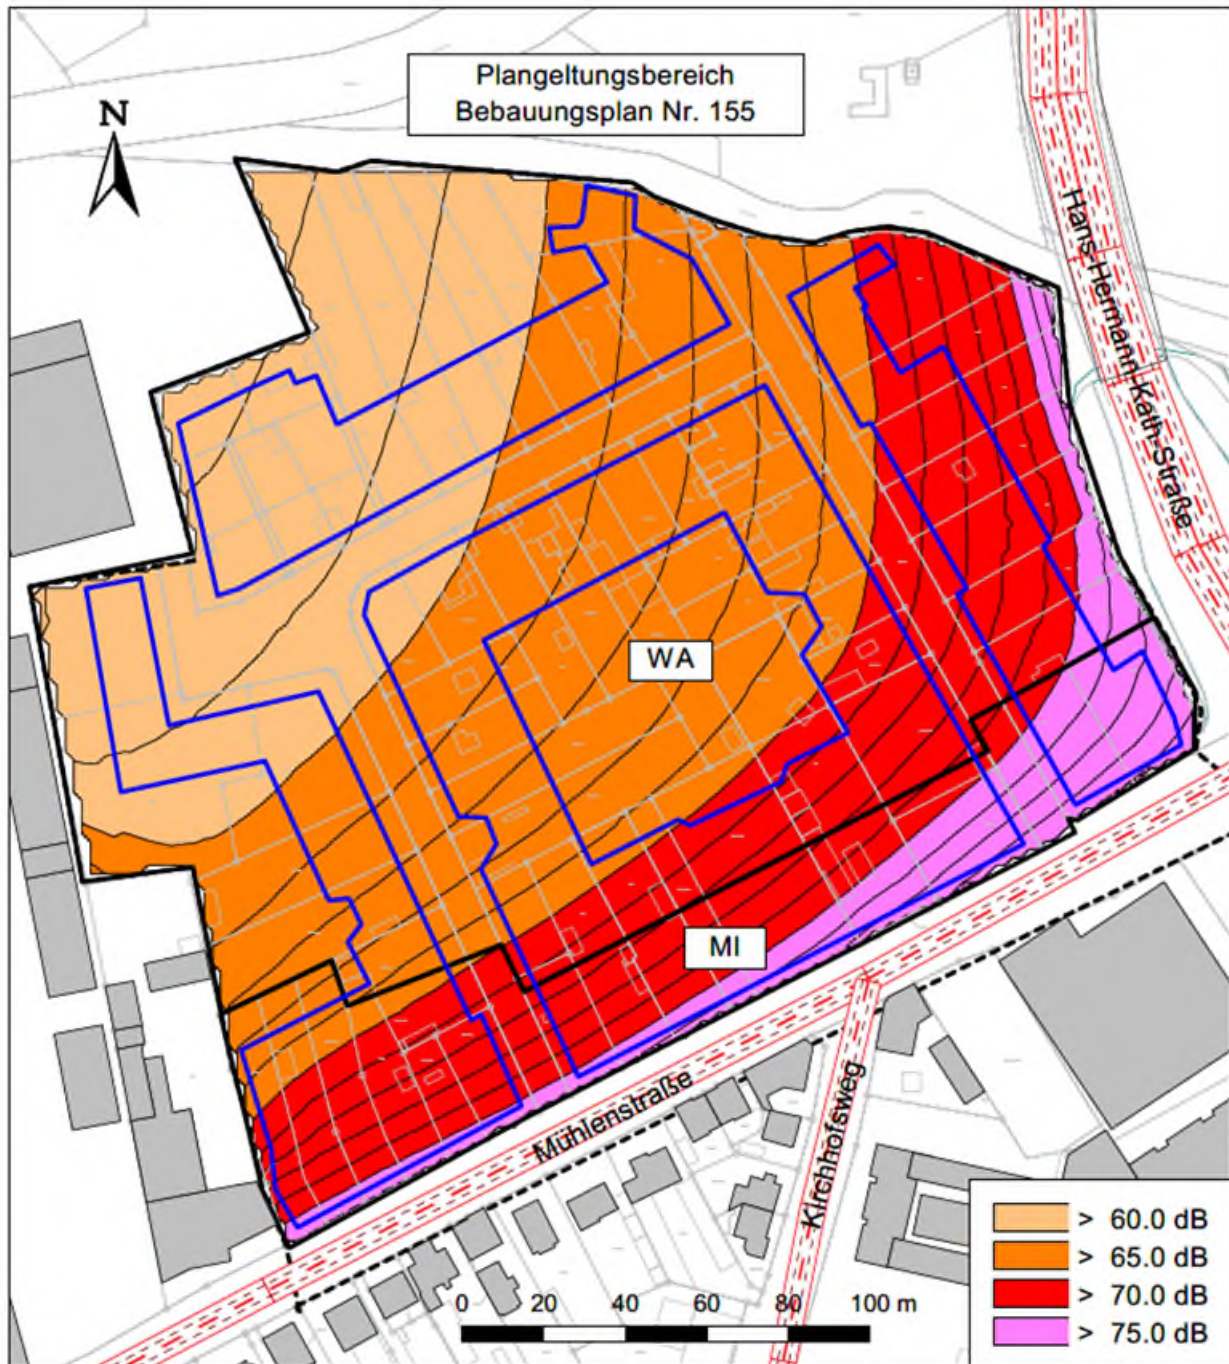 Plangeltungsbereich
Bebauungsplan Nr. 155
N
Hans-Hermann-Kath-Straße
WA
MI
Mühlenstraße
Kirchhofsweg
> 60.0 dB
> 65.0 dB
> 70.0 dB
> 75.0 dB
0 20 40 60 80 100 m